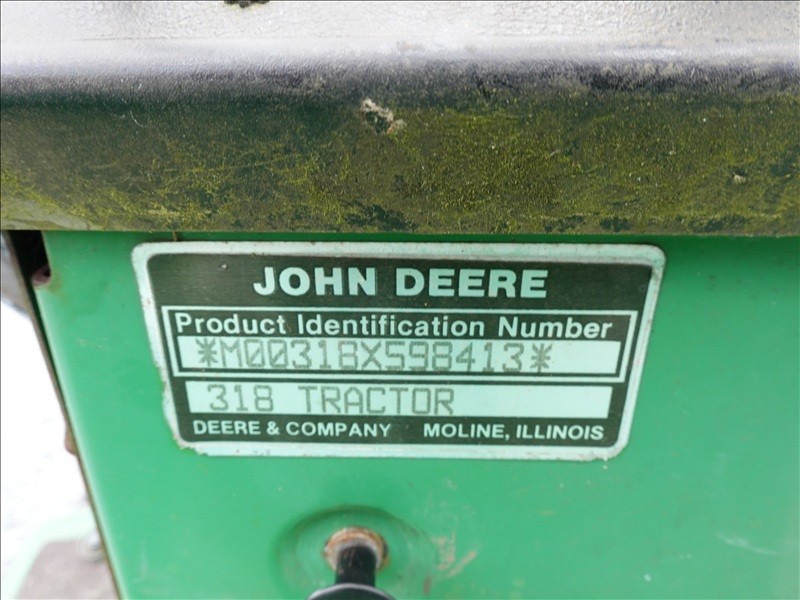 JOHN DEERE
Product Identification Number
*M00318X598413*
318 TRACTOR
DEERE & COMPANY MOLINE, ILLINOIS